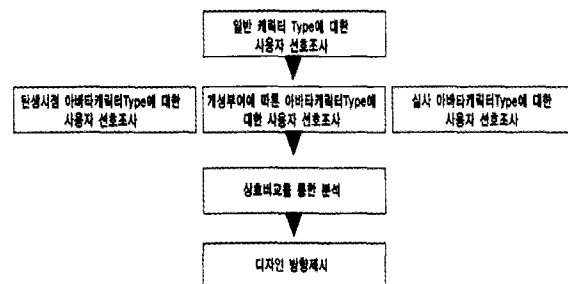 일반 캐릭터 Type에 대한
사용자 선호조사
탄생시점 아바타캐릭터Type에 대한
사용자 선호조사
개성부여에 따른 아바타캐릭터Type에
대한 사용자 선호조사
실사 아바타캐릭터Type에 대한
사용자 선호조사
상호비교를 통한 분석
디자인 방향제시